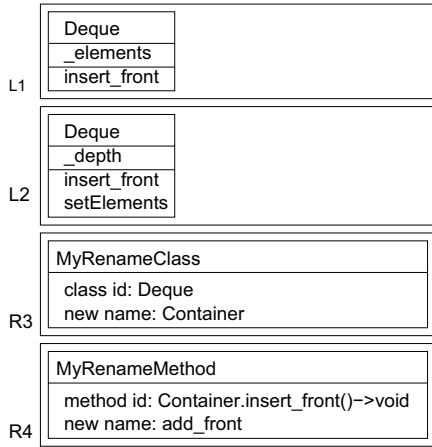 Deque
_elements
insert_front
L1
Deque
_depth
insert_front
setElements
L2
MyRenameClass
class id: Deque
new name: Container
R3
MyRenameMethod
method id: Container.insert_front()−>void
new name: add_front
R4